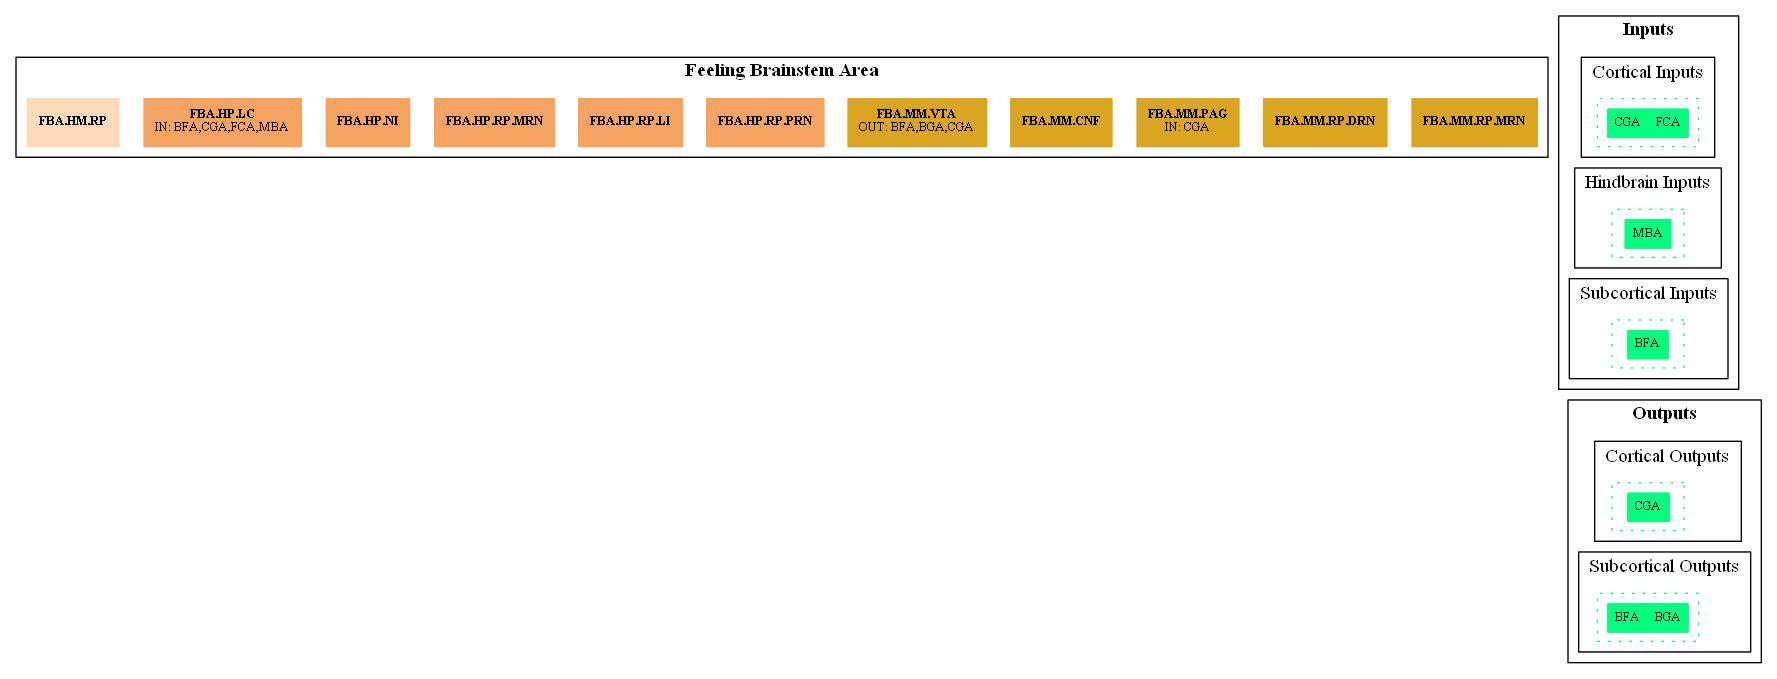 Inputs
Feeling Brainstem Area
Cortical Inputs
FBA.HM.RP
FBA.HP.LC
IN: BFA,CGA,FCA,MBA
FBA.HP.NI
FBA.HP.RP.MRN
FBA.HP.RP.LI
FBA.HP.RP.PRN
FBA.MM.VTA
OUT: BFA,BGA,CGA
FBA.MM.CNF
FBA.MM.PAG
IN: CGA
FBA.MM.RP.DRN
FBA.MM.RP.MRN
CGA FCA
Hindbrain Inputs
MBA
Subcortical Inputs
BFA
Outputs
Cortical Outputs
CGA
Subcortical Outputs
BFA BGA